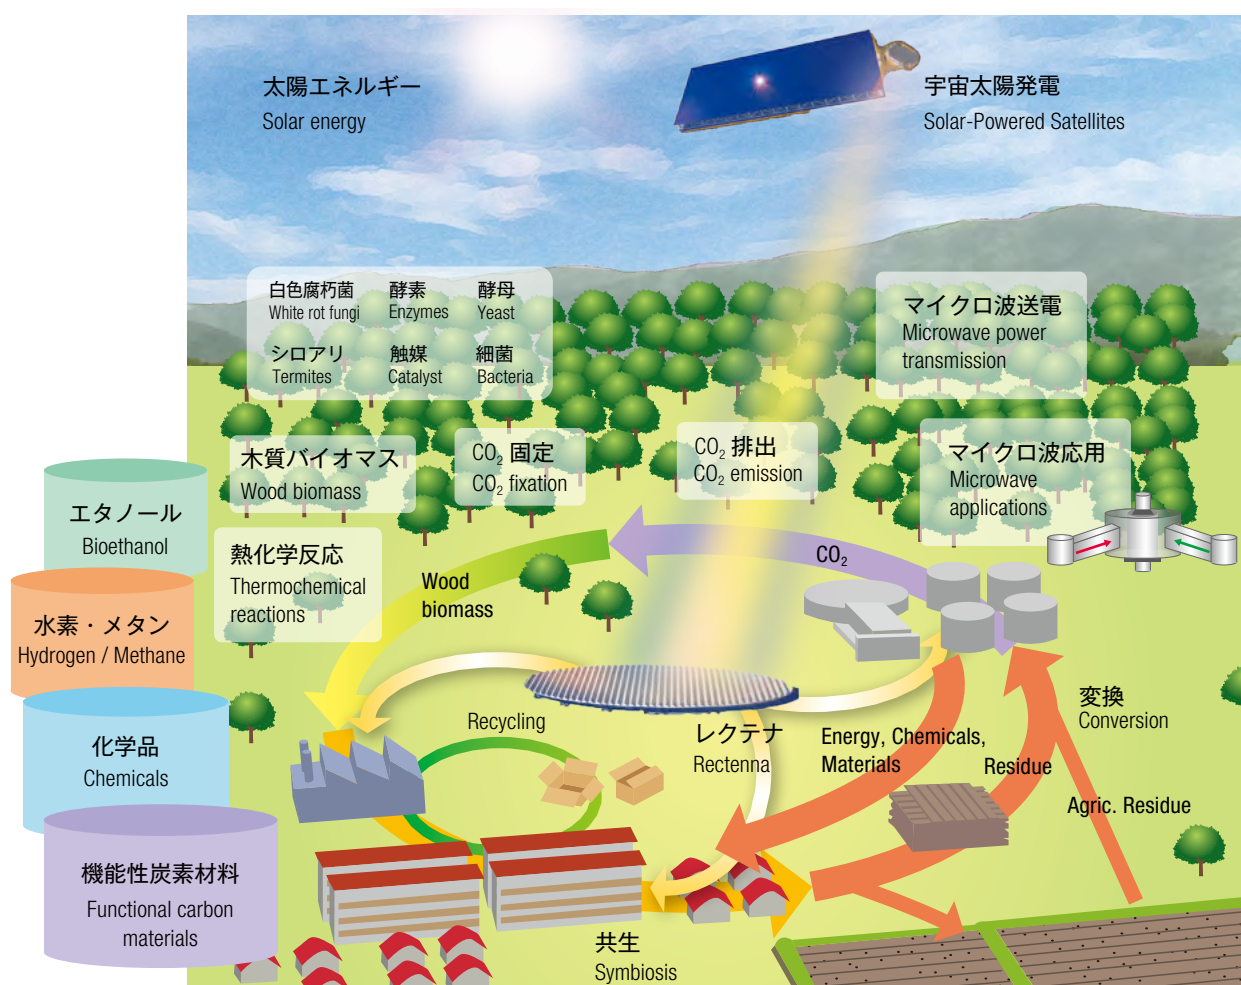 太陽エネルギー
Solar energy
宇宙太陽発電
Solar-Powered Satellites
白色腐朽菌
White rot fungi
酵素
Enzymes
酵母
Yeast
シロアリ
Termites
触媒
Catalyst
細菌
Bacteria
マイクロ波送電
Microwave power
transmission
木質バイオマス
Wood biomass
CO₂ 固定
CO₂ fixation
CO₂ 排出
CO₂ emission
マイクロ波応用
Microwave
applications
エタノール
Bioethanol
熱化学反応
Thermochemical
reactions
Wood
biomass
CO₂
水素・メタン
Hydrogen / Methane
化学品
Chemicals
Recycling
レクテナ
Rectenna
Energy, Chemicals,
Materials
Residue
変換
Conversion
Agric. Residue
機能性炭素材料
Functional carbon
materials
共生
Symbiosis